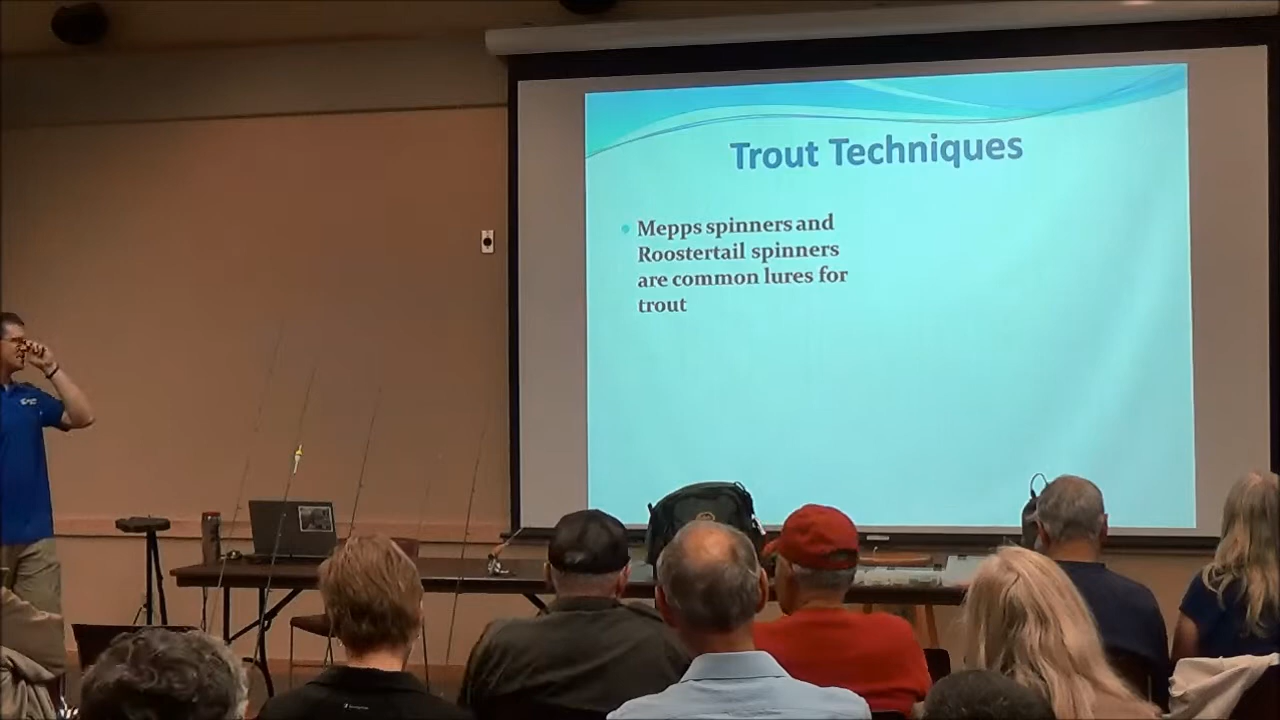 Trout Techniques
Mepps spinners and
Roostertail spinners
are common lures for
trout